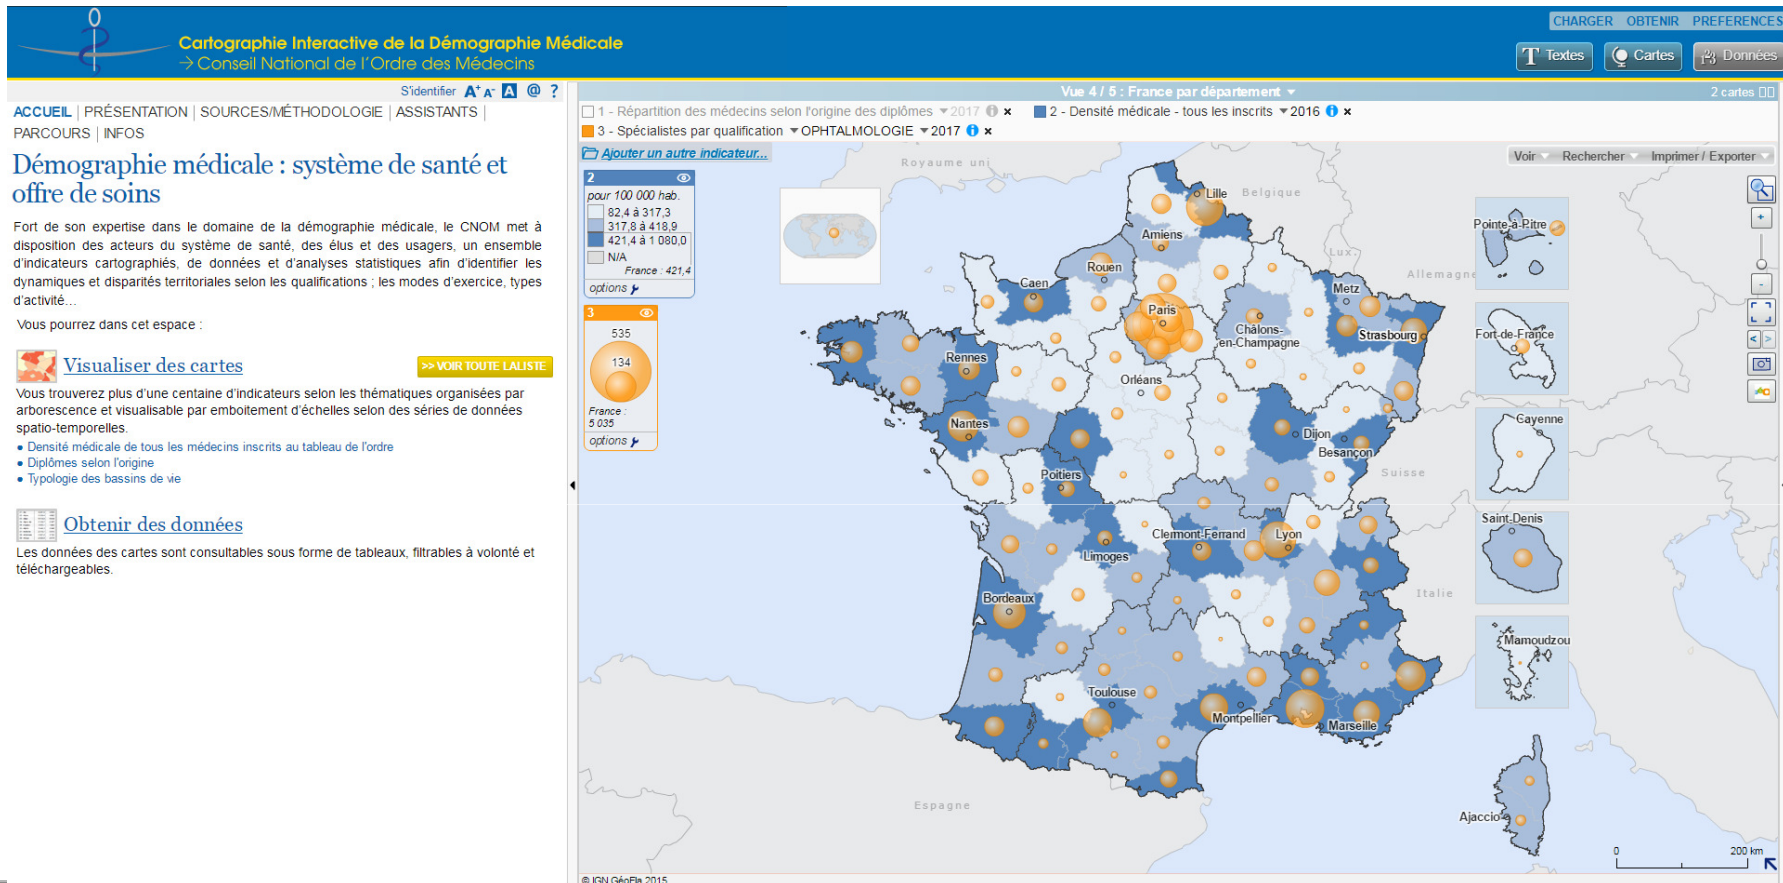 CHARGER OBTENIR PREFERENCES
Cartographie Interactive de la Démographie Médicale
→ Conseil National de l'Ordre des Médecins
T Textes
Cartes
123 Données
S'identifier A+ A- A @ ?
ACCUEIL | PRÉSENTATION | SOURCES/MÉTHODOLOGIE | ASSISTANTS |
PARCOURS | INFOS
Démographie médicale : système de santé et
offre de soins
Fort de son expertise dans le domaine de la démographie médicale, le CNOM met à
disposition des acteurs du système de santé, des élus et des usagers, un ensemble
d'indicateurs cartographiés, de données et d'analyses statistiques afin d'identifier les
dynamiques et disparités territoriales selon les qualifications ; les modes d'exercice, types
d'activité...
Vous pourrez dans cet espace :
Visualiser des cartes
>> VOIR TOUTE LALISTE
Vous trouverez plus d'une centaine d'indicateurs selon les thématiques organisées par
arborescence et visualisable par emboitement d'échelles selon des séries de données
spatio-temporelles.
• Densité médicale de tous les médecins inscrits au tableau de l'ordre
• Diplômes selon l'origine
• Typologie des bassins de vie
Obtenir des données
Les données des cartes sont consultables sous forme de tableaux, filtrables à volonté et
téléchargeables.
Vue 4 / 5 : France par département
2 cartes
1 - Répartition des médecins selon l'origine des diplômes 2017
2 - Densité médicale - tous les inscrits 2016
3 - Spécialistes par qualification OPHTALMOLOGIE 2017
Ajouter un autre indicateur...
Voir Rechercher Imprimer / Exporter
2
pour 100 000 hab.
82,4 à 317,3
317,8 à 418,9
421,4 à 1 080,0
N/A
France : 421,4
options
3
535
134
France :
5 035
options
Royaume uni
Belgique
Lux.
Allemagne
Suisse
Italie
Espagne
Lille
Amiens
Rouen
Caen
Metz
Paris
Châlons-
en-Champagne
Strasbourg
Rennes
Orléans
Nantes
Dijon
Besançon
Poitiers
Clermont-Ferrand
Lyon
Limoges
Bordeaux
Toulouse
Montpellier
Marseille
Ajaccio
Pointe-à-Pitre
Fort-de-France
Cayenne
Saint-Denis
Mamoudzou
+
-
< >
0 200 km
© IGN GéoFla 2015